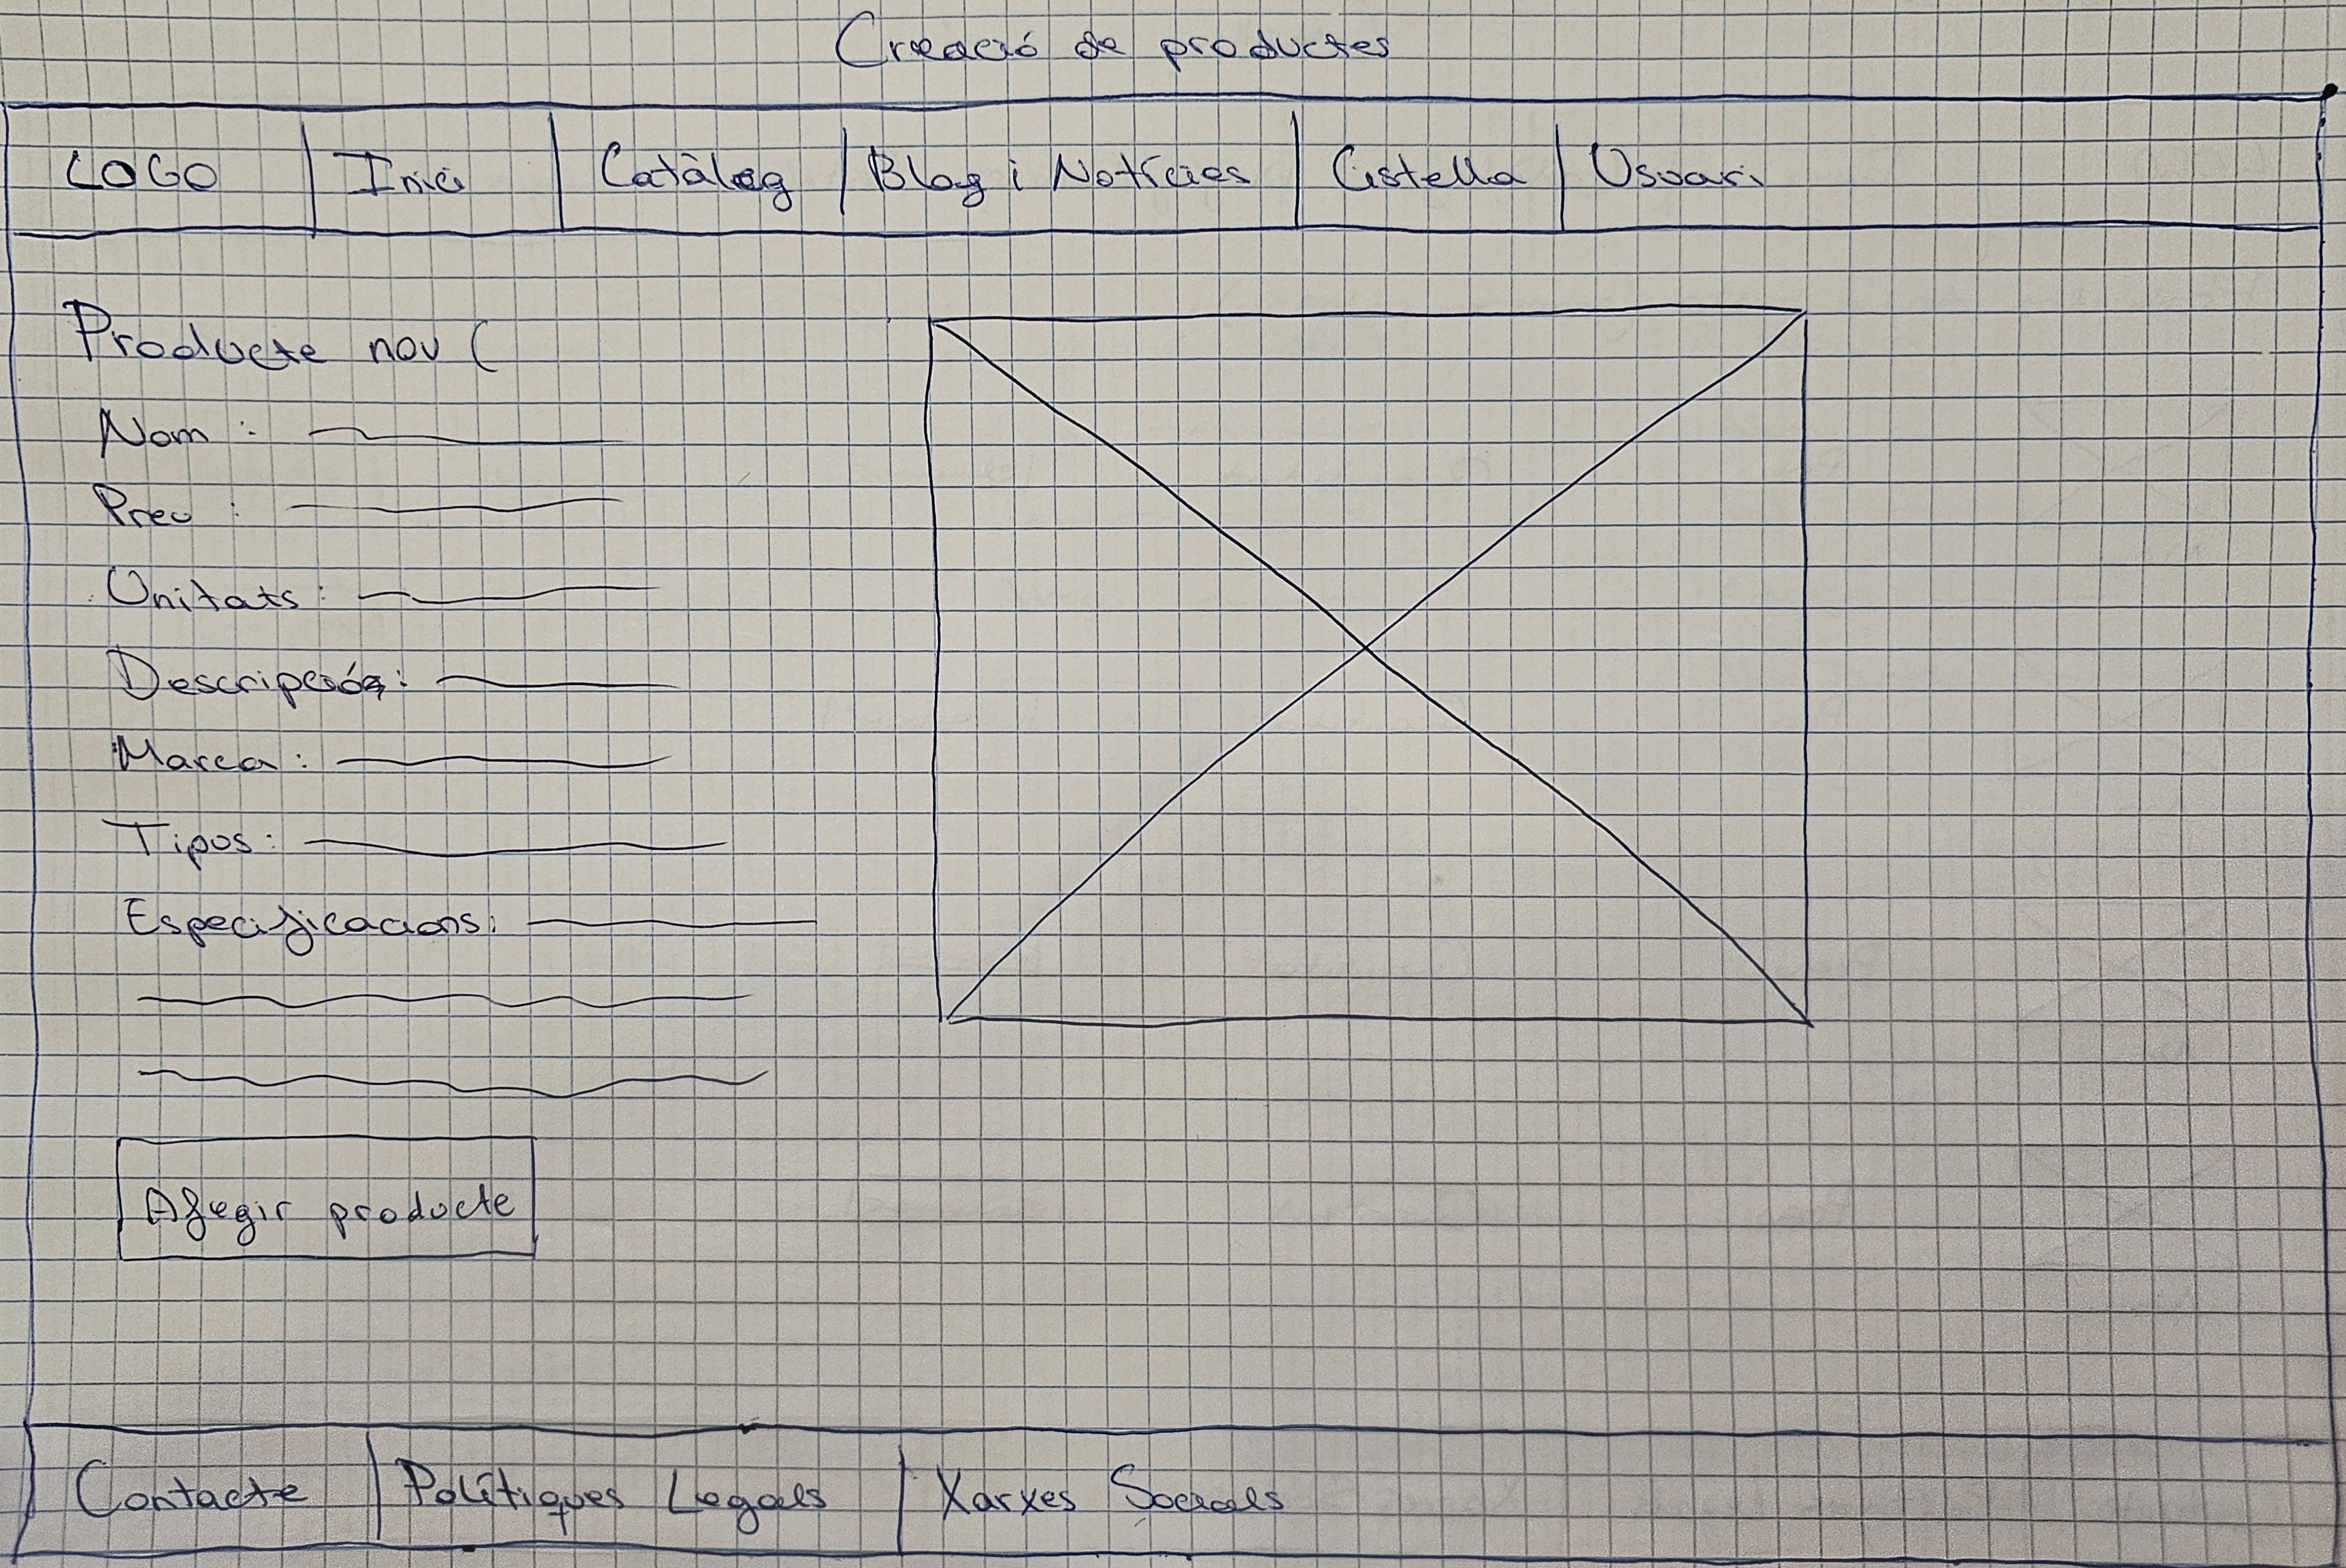 Creació de productes
LOGO | Inici | Catàleg | Blog i Notícies | Cistella | Usuari
Producte nou (
Nom :
Preu :
Unitats :
Descripció :
Marca :
Tipos :
Especificacions :
Afegir producte
Contacte | Polítiques Legals | Xarxes Socials